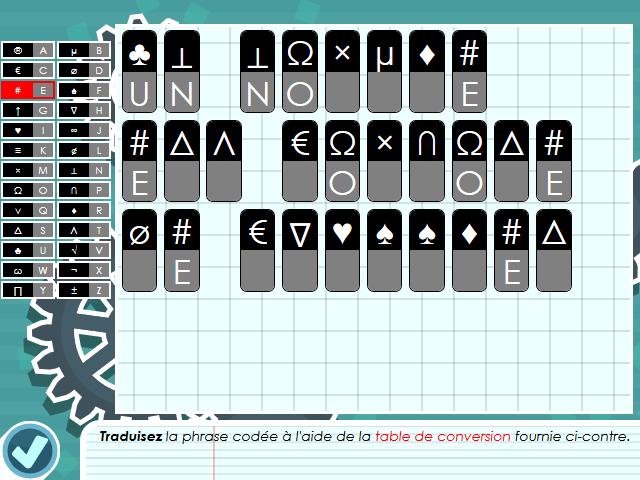 ® A µ B
€ C ø D
# E ♠ F
↑ G ∇ H
♥ I ∞ J
≡ K ⊄ L
× M ⊥ N
Ω O ∩ P
∨ Q ♦ R
Δ S Λ T
♣ U √ V
ω W ¬ X
∏ Y ± Z
♣ ⊥ ⊥ Ω × µ ♦ #
U N N O E
# Δ Λ € Ω × ∩ Ω Δ #
E O O E
ø # € ∇ ♥ ♠ ♠ ♦ # Δ
E E
Traduisez la phrase codée à l'aide de la table de conversion fournie ci-contre.